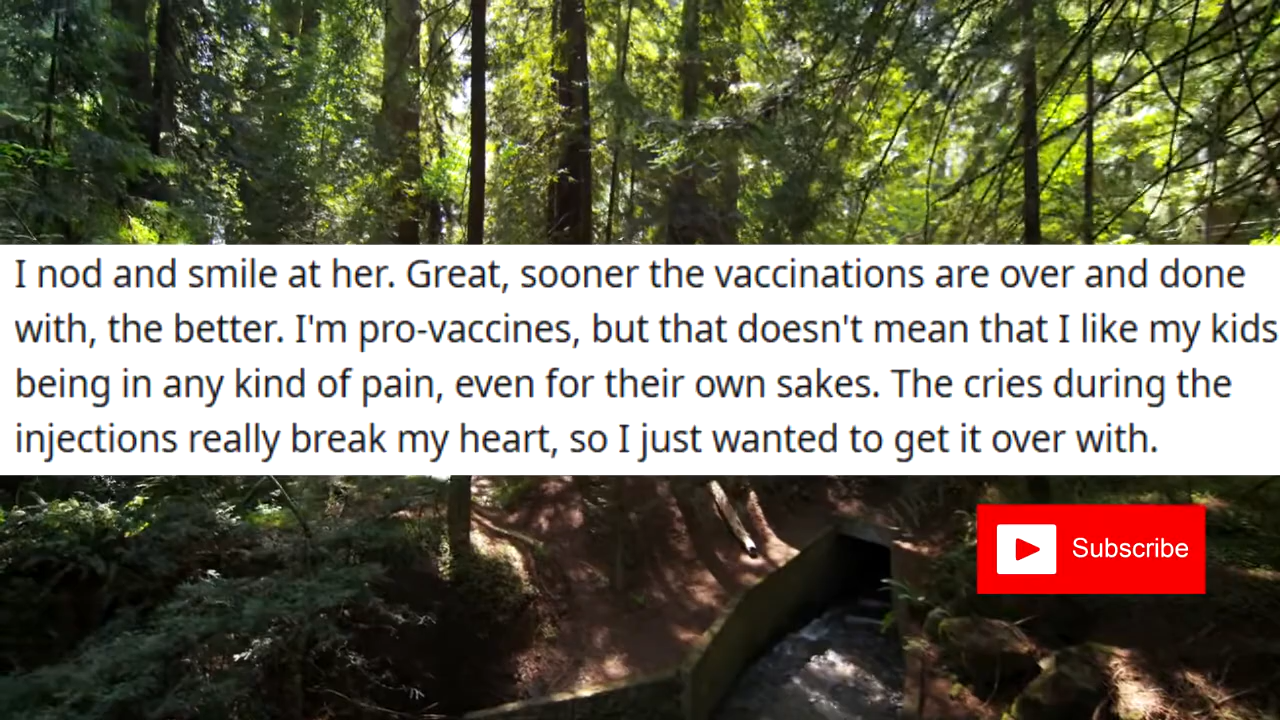 I nod and smile at her. Great, sooner the vaccinations are over and done
with, the better. I'm pro-vaccines, but that doesn't mean that I like my kids
being in any kind of pain, even for their own sakes. The cries during the
injections really break my heart, so I just wanted to get it over with.
Subscribe